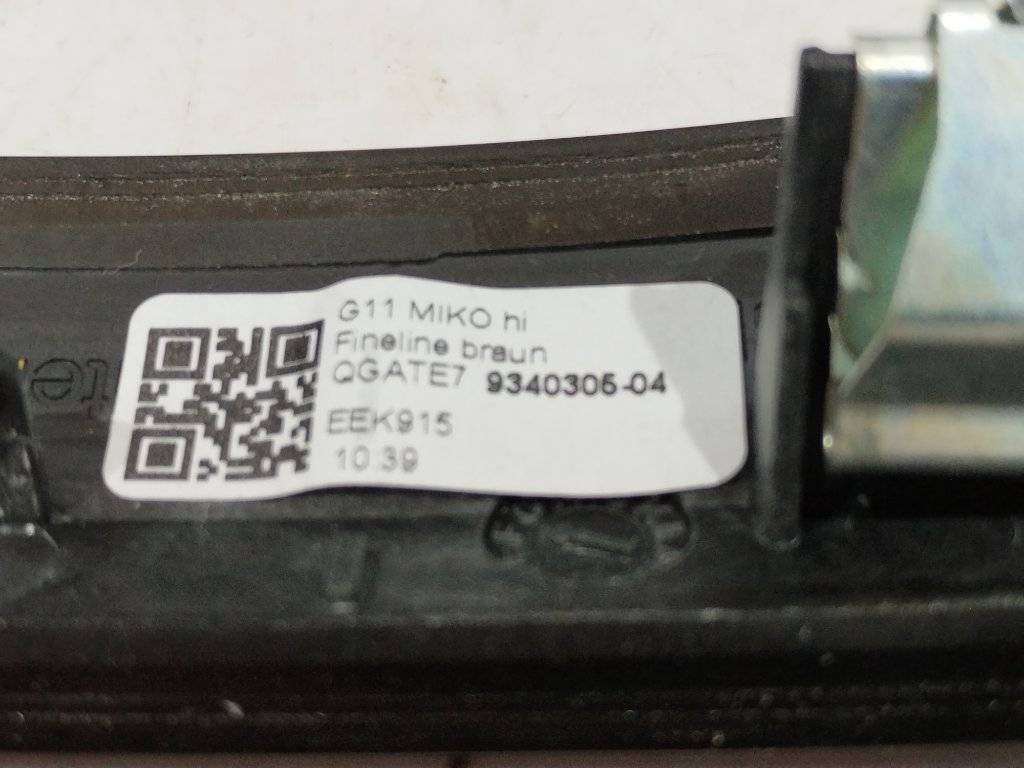 G11 MIKO hi
Fineline braun
QGATE7 9340305-04
EEK915
10:39